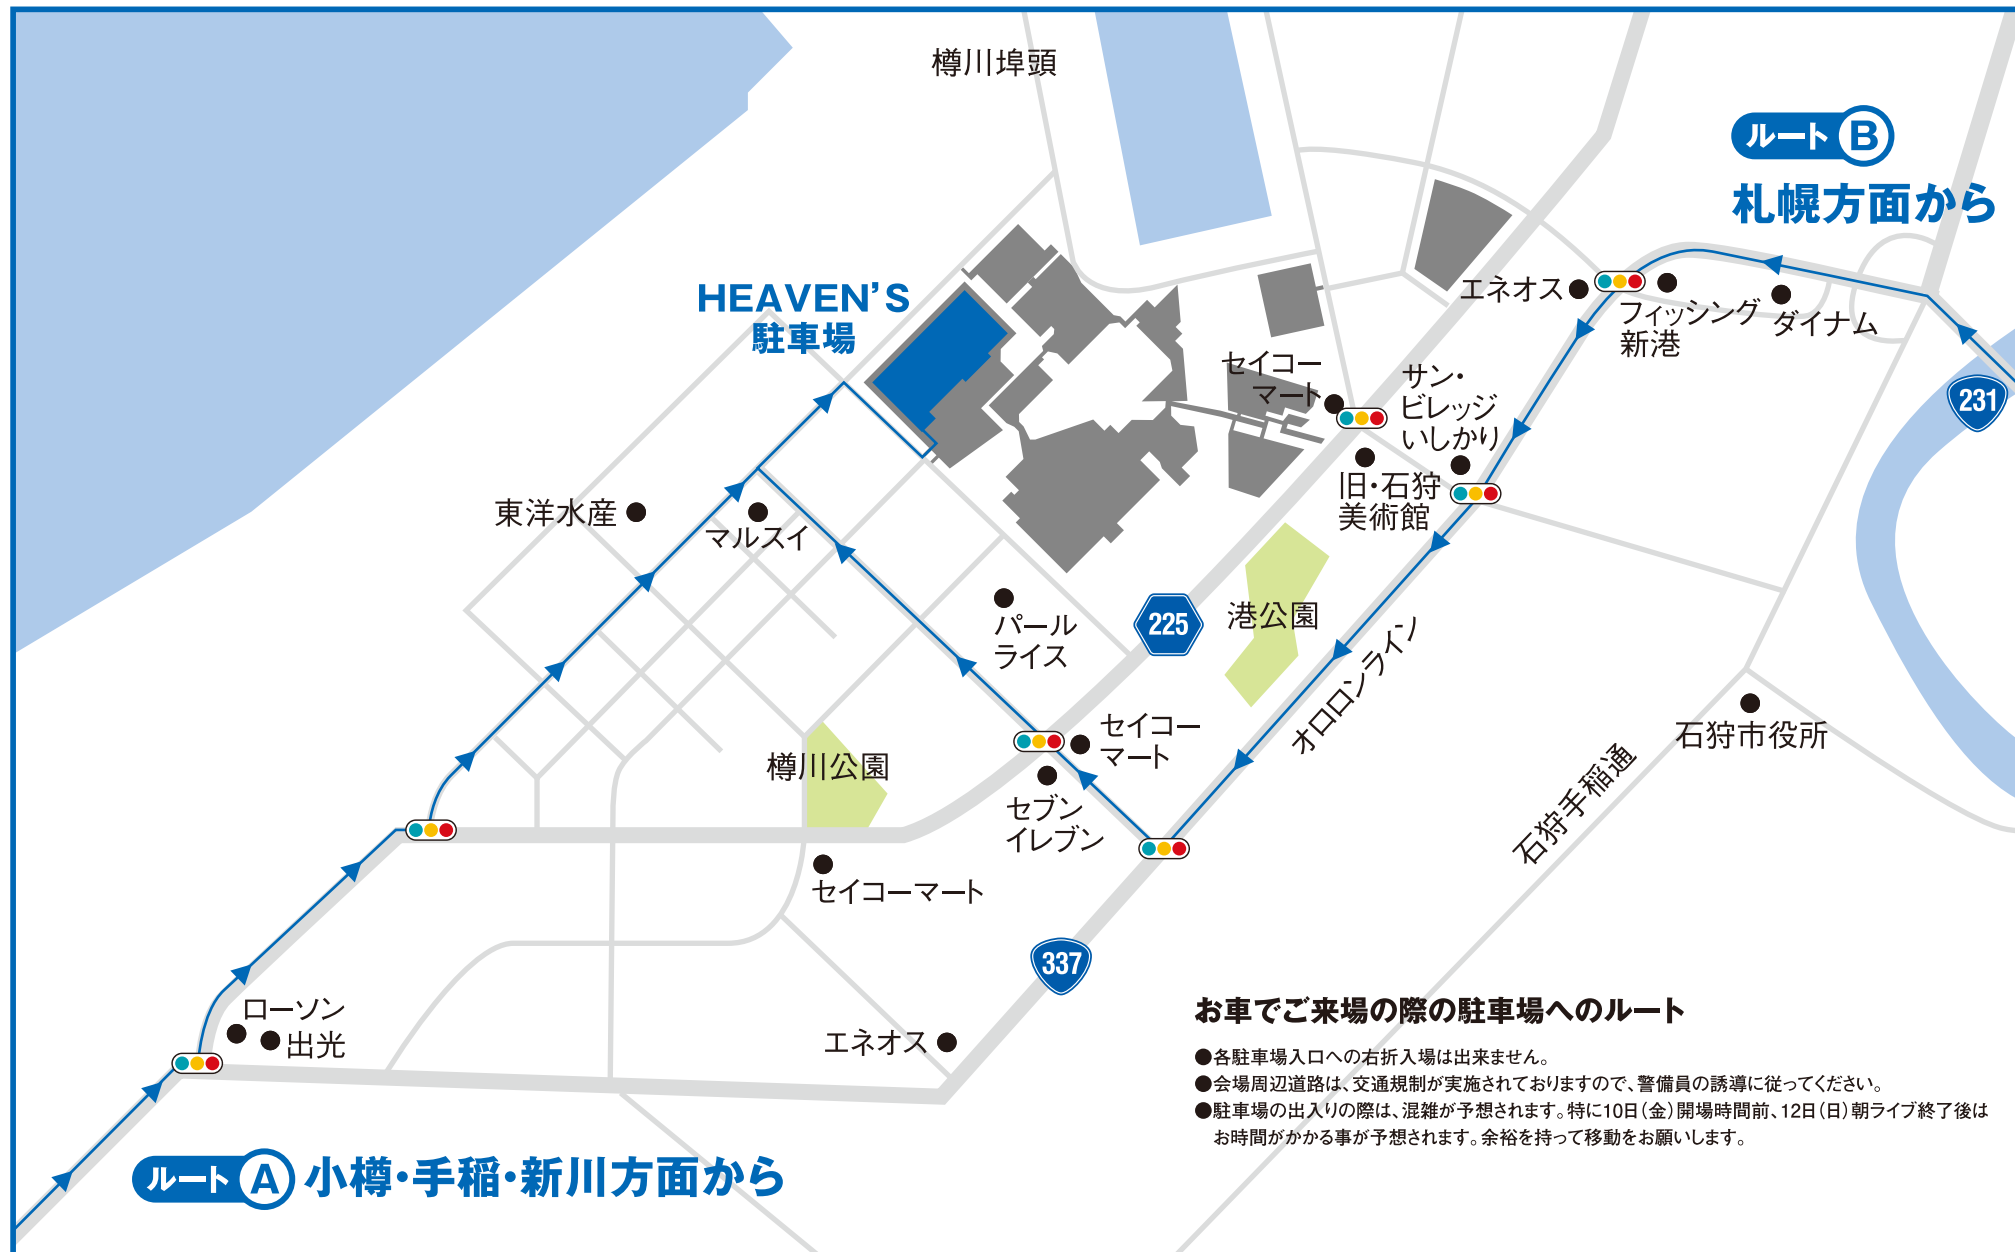 樽川埠頭
ルート B
札幌方面から
HEAVEN'S
駐車場
エネオス
フィッシング
新港
ダイナム
231
セイコー
マート
サン・
ビレッジ
いしかり
旧・石狩
美術館
東洋水産
マルスイ
パール
ライス
225
港公園
オロロンライン
セイコー
マート
石狩市役所
樽川公園
セブン
イレブン
石狩手稲通
セイコーマート
337
ローソン
出光
エネオス
お車でご来場の際の駐車場へのルート
●各駐車場入口への右折入場は出来ません。
●会場周辺道路は、交通規制が実施されておりますので、警備員の誘導に従ってください。
●駐車場の出入りの際は、混雑が予想されます。特に10日(金)開場時間前、12日(日)朝ライブ終了後は
お時間がかかる事が予想されます。余裕を持って移動をお願いします。
ルート A 小樽・手稲・新川方面から